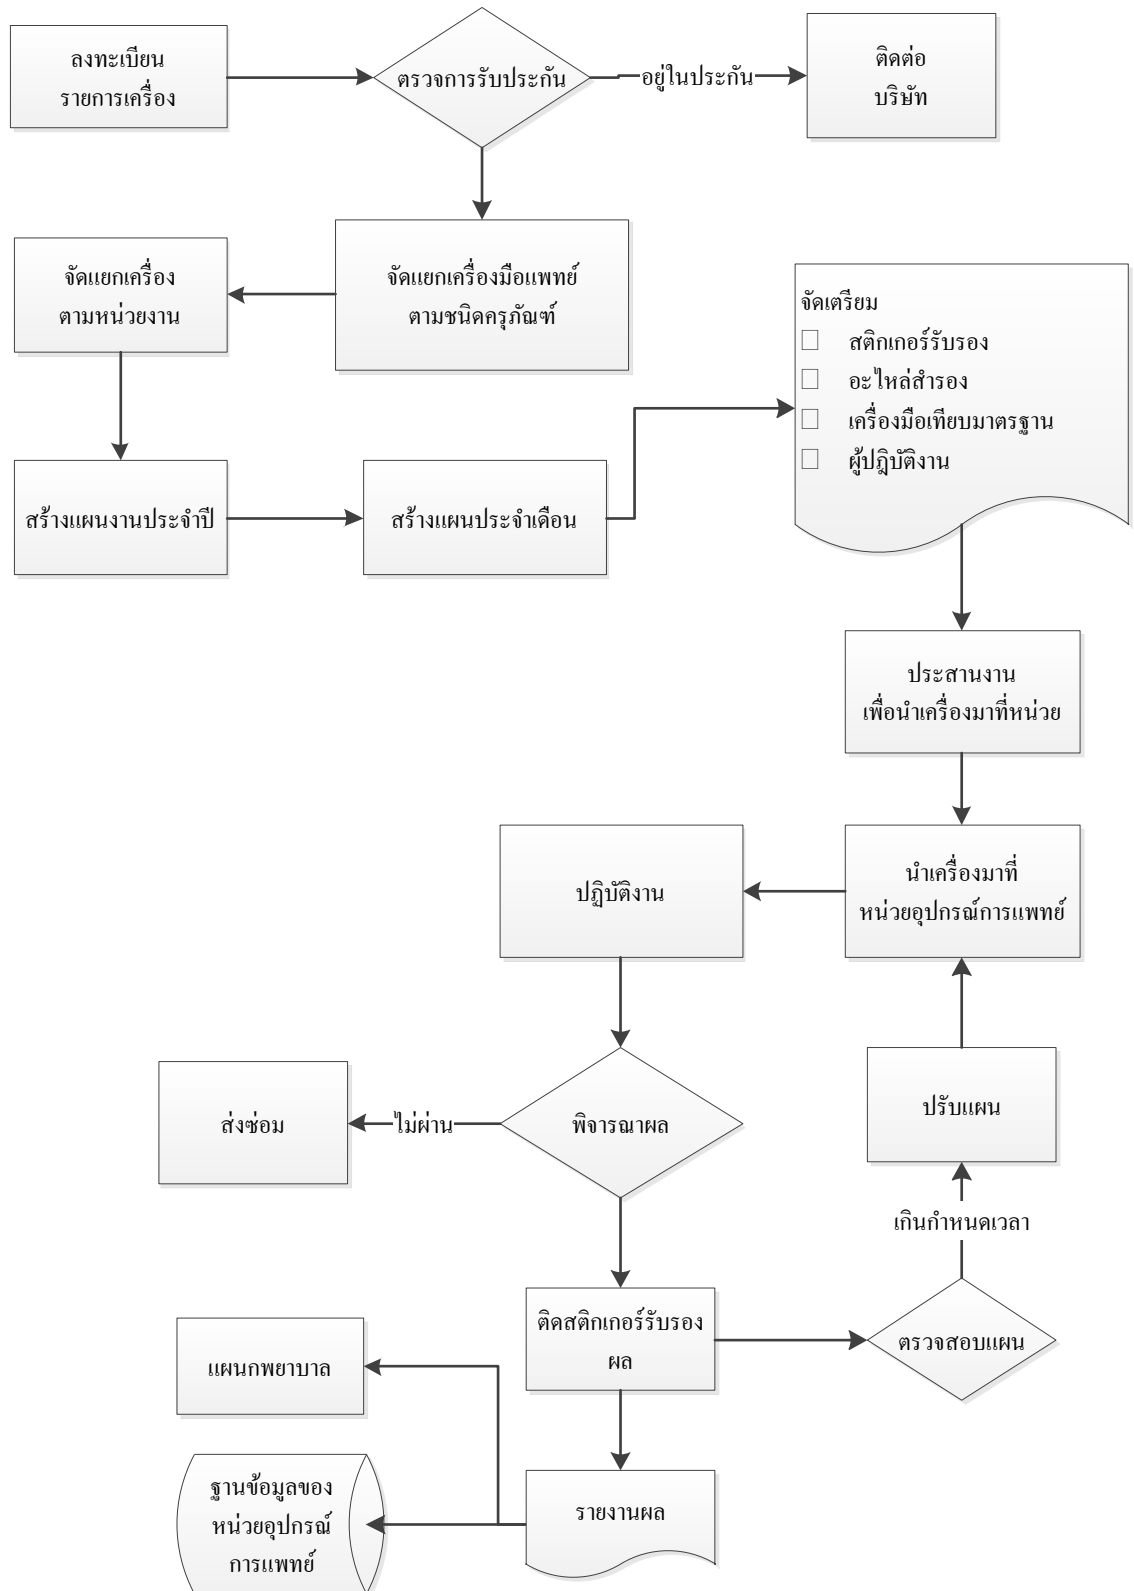 ลงทะเบียน
รายการเครื่อง
ตรวจการรับประกัน
อยู่ในประกัน
ติดต่อ
บริษัท
จัดแยกเครื่อง
ตามหน่วยงาน
จัดแยกเครื่องมือแพทย์
ตามชนิดครุภัณฑ์
จัดเตรียม
สติกเกอร์รับรอง
อะไหล่สำรอง
เครื่องมือเทียบมาตรฐาน
ผู้ปฎิบัติงาน
สร้างแผนงานประจำปี
สร้างแผนประจำเดือน
ประสานงาน
เพื่อนำเครื่องมาที่หน่วย
ปฏิบัติงาน
นำเครื่องมาที่
หน่วยอุปกรณ์การแพทย์
ส่งซ่อม
ไม่ผ่าน
พิจารณาผล
ปรับแผน
เกินกำหนดเวลา
ติดสติกเกอร์รับรอง
ผล
ตรวจสอบแผน
แผนกพยาบาล
ฐานข้อมูลของ
หน่วยอุปกรณ์
การแพทย์
รายงานผล